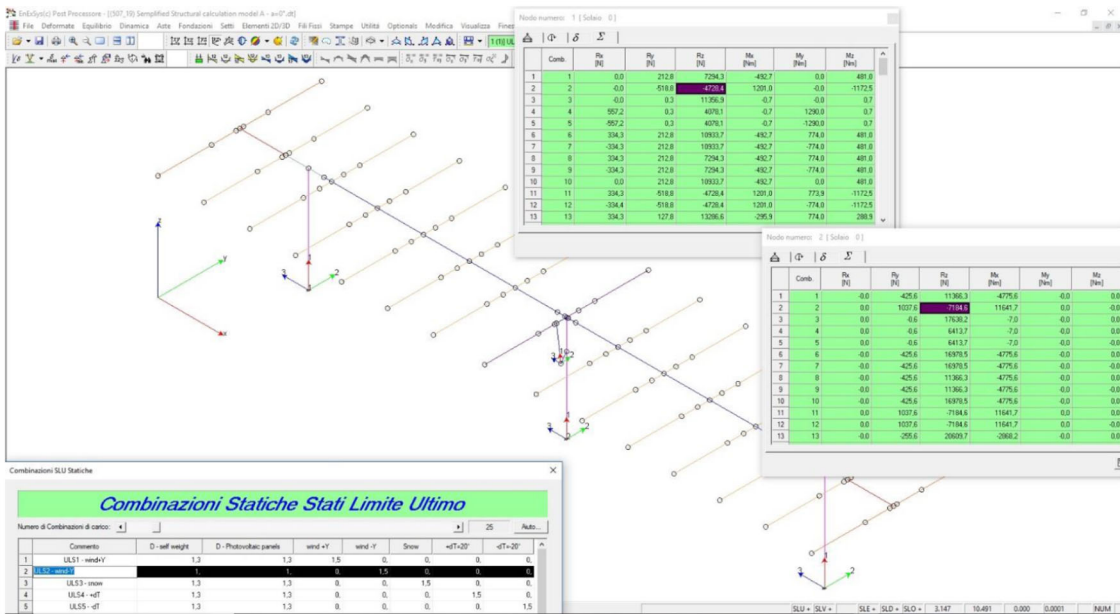 EnExSys(c) Post Processore - [(507_10) Semplified Structural calculation model A - a=0°.dt]
File Deformate Equilibrio Dinamica Aste Fondazioni Setti Elementi 2D/3D Fili Fissi Stampe Utilità Optionals Modifica Visualizza Fines
1 (1)| UL
z
y
x
1
2
3
1
2
3
1
2
3
1
2
3
Node numero: 1 [ Solaio 0 ]
δ Σ
Comb. Rx [N] Ry [N] Rz [N] Mx [Nm] My [Nm] Mz [Nm]
1 1 0,0 212,8 7294,3 -492,7 0,0 481,0
2 2 -0,0 -518,8 -4728,4 1201,0 -0,0 -1172,5
3 3 -0,0 0,3 11356,9 -0,7 -0,0 0,7
4 4 557,2 0,3 4078,1 -0,7 1290,0 0,7
5 5 -557,2 0,3 4078,1 -0,7 -1290,0 0,7
6 6 334,3 212,8 10933,7 -492,7 774,0 481,0
7 7 -334,3 212,8 10933,7 -492,7 -774,0 481,0
8 8 334,3 212,8 7294,3 -492,7 774,0 481,0
9 9 -334,3 212,8 7294,3 -492,7 -774,0 481,0
10 10 0,0 212,8 10933,7 -492,7 0,0 481,0
11 11 334,3 -518,8 -4728,4 1201,0 773,9 -1172,5
12 12 -334,4 -518,8 -4728,4 1201,0 -774,0 -1172,5
13 13 334,3 127,8 13286,6 -295,9 774,0 288,9
Node numero: 2 [ Solaio 0 ]
δ Σ
Comb. Rx [N] Ry [N] Rz [N] Mx [Nm] My [Nm] Mz [Nm]
1 1 -0,0 -425,6 11366,3 -4775,6 -0,0 0,0
2 2 0,0 1037,6 -7184,6 11641,7 0,0 -0,0
3 3 0,0 -0,6 17638,2 -7,0 -0,0 0,0
4 4 0,0 -0,6 6413,7 -7,0 -0,0 0,0
5 5 0,0 -0,6 6413,7 -7,0 -0,0 0,0
6 6 -0,0 -425,6 16978,5 -4775,6 -0,0 0,0
7 7 -0,0 -425,6 16978,5 -4775,6 -0,0 0,0
8 8 -0,0 -425,6 11366,3 -4775,6 -0,0 0,0
9 9 -0,0 -425,6 11366,3 -4775,6 -0,0 0,0
10 10 -0,0 -425,6 16978,5 -4775,6 -0,0 0,0
11 11 0,0 1037,6 -7184,6 11641,7 0,0 0,0
12 12 0,0 1037,6 -7184,6 11641,7 0,0 -0,0
13 13 -0,0 -255,6 20609,7 -2868,2 -0,0 0,0
Combinazioni SLU Statiche
Combinazioni Statiche Stati Limite Ultimo
Numero di Combinazioni di carico: 25 Auto...
Commento D - self weight D - Photovoltaic panels wind +Y wind -Y Snow +dT=20° -dT=-20°
1 ULS1 - wind+Y 1,3 1,3 1,5 0, 0, 0, 0,
2 ULS2 - wind-Y 1, 1, 0, 1,5 0, 0, 0,
3 ULS3 - snow 1,3 1,3 0, 0, 1,5 0, 0,
4 ULS4 - +dT 1,3 1,3 0, 0, 0, 1,5 0,
5 ULS5 - -dT 1,3 1,3 0, 0, 0, 0, 1,5
SLU + SLV + SLE + SLD + SLO + 3.147 10.491 0.000 0.0001 NUM